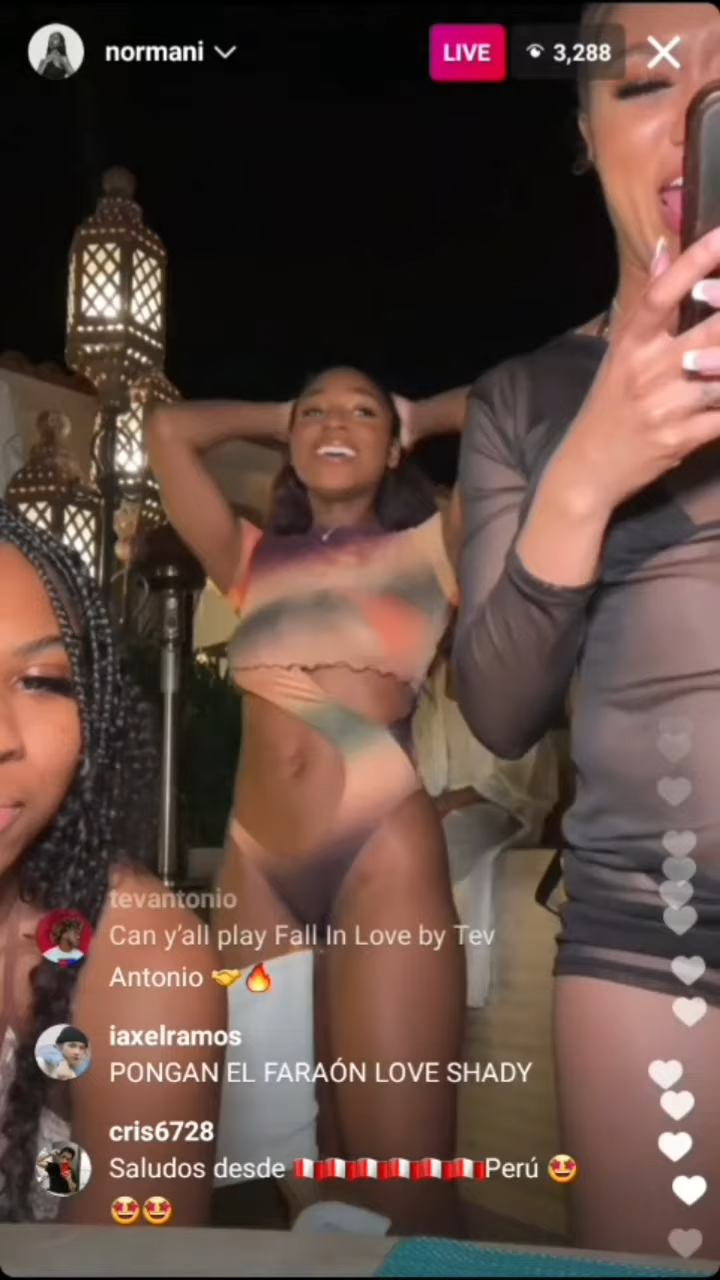 normani
LIVE
3,288
tevantonio
Can y'all play Fall In Love by Tev
Antonio 🤝🔥
iaxelramos
PONGAN EL FARAÓN LOVE SHADY
cris6728
Saludos desde 🇵🇪🇵🇪🇵🇪🇵🇪🇵🇪Perú 🤩
🤩🤩